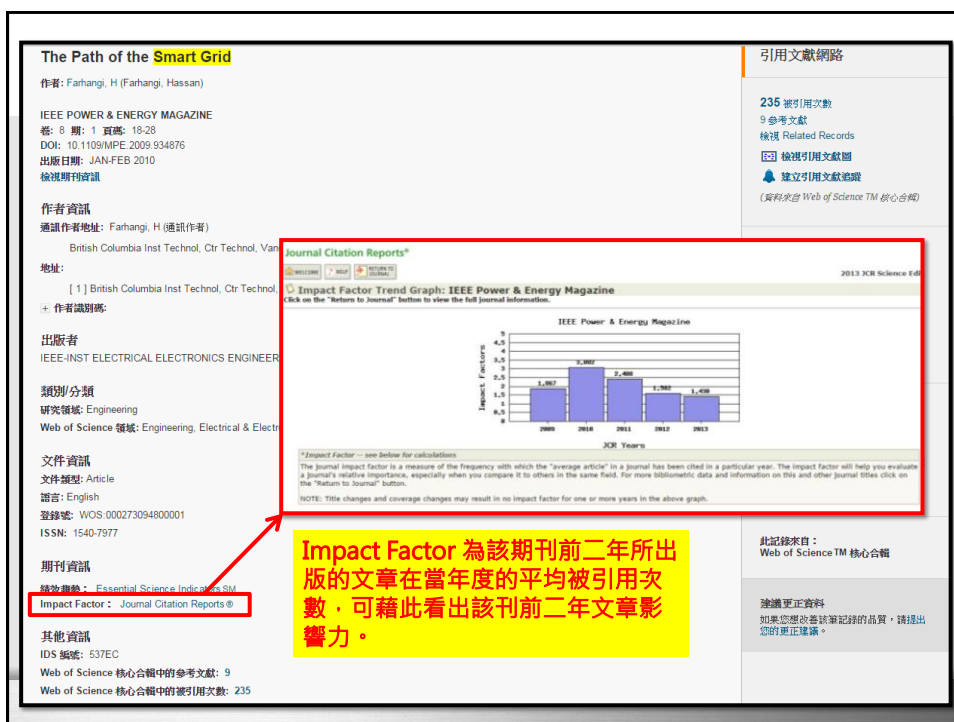 The Path of the Smart Grid
作者: Farhangi, H (Farhangi, Hassan)
IEEE POWER & ENERGY MAGAZINE
卷: 8 期: 1 頁碼: 18-28
DOI: 10.1109/MPE.2009.934876
出版日期: JAN-FEB 2010
檢視期刊資訊
作者資訊
通訊作者地址: Farhangi, H (通訊作者)
British Columbia Inst Technol, Ctr Technol, Van
地址:
[ 1 ] British Columbia Inst Technol, Ctr Technol,
作者識別碼:
出版者
IEEE-INST ELECTRICAL ELECTRONICS ENGINEER
類別/分類
研究領域: Engineering
Web of Science 領域: Engineering, Electrical & Electr
文件資訊
文件類型: Article
語言: English
登錄號: WOS:000273094800001
ISSN: 1540-7977
期刊資訊
績效趨勢: Essential Science Indicators SM
Impact Factor: Journal Citation Reports ®
其他資訊
IDS 編號: 537EC
Web of Science 核心合輯中的參考文獻: 9
Web of Science 核心合輯中的被引用次數: 235
Journal Citation Reports®
WELCOME ? HELP RETURN TO JOURNAL
2013 JCR Science Edi
Impact Factor Trend Graph: IEEE Power & Energy Magazine
Click on the "Return to Journal" button to view the full journal information.
IEEE Power & Energy Magazine
Impact Factors
5
4,5
4
3,5
3
2,5
2
1,5
1
0,5
0
2,488
2009 2010 2011 2012 2013
JCR Years
*Impact Factor -- see below for calculations
The journal impact factor is a measure of the frequency with which the "average article" in a journal has been cited in a particular year. The impact factor will help you evaluate
a journal's relative importance, especially when you compare it to others in the same field. For more bibliometric data and information on this and other journal titles click on
the "Return to Journal" button.
NOTE: Title changes and coverage changes may result in no impact factor for one or more years in the above graph.
Impact Factor 為該期刊前二年所出
版的文章在當年度的平均被引用次
數，可藉此看出該刊前二年文章影
響力。
引用文獻網路
235 被引用次數
9 參考文獻
檢視 Related Records
檢視引用文獻圖
建立引用文獻追蹤
(資料來自 Web of Science TM 核心合輯)
此記錄來自：
Web of Science TM 核心合輯
建議更正資料
如果您想改善該筆記錄的品質，請提出
您的更正建議。